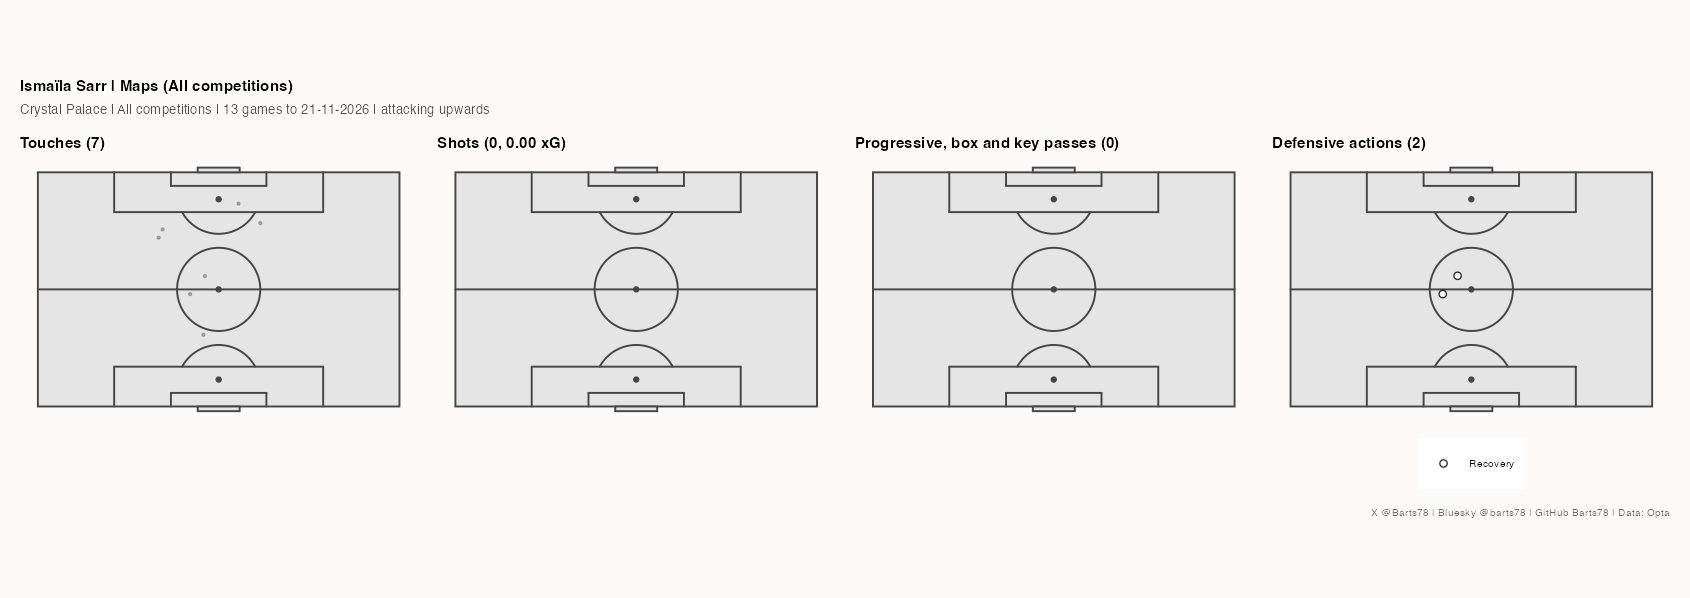 Ismaïla Sarr | Maps (All competitions)
Crystal Palace | All competitions | 13 games to 21-11-2026 | attacking upwards
Touches (7)
Shots (0, 0.00 xG)
Progressive, box and key passes (0)
Defensive actions (2)
Recovery
X @Barts78 | Bluesky @barts78 | GitHub Barts78 | Data: Opta